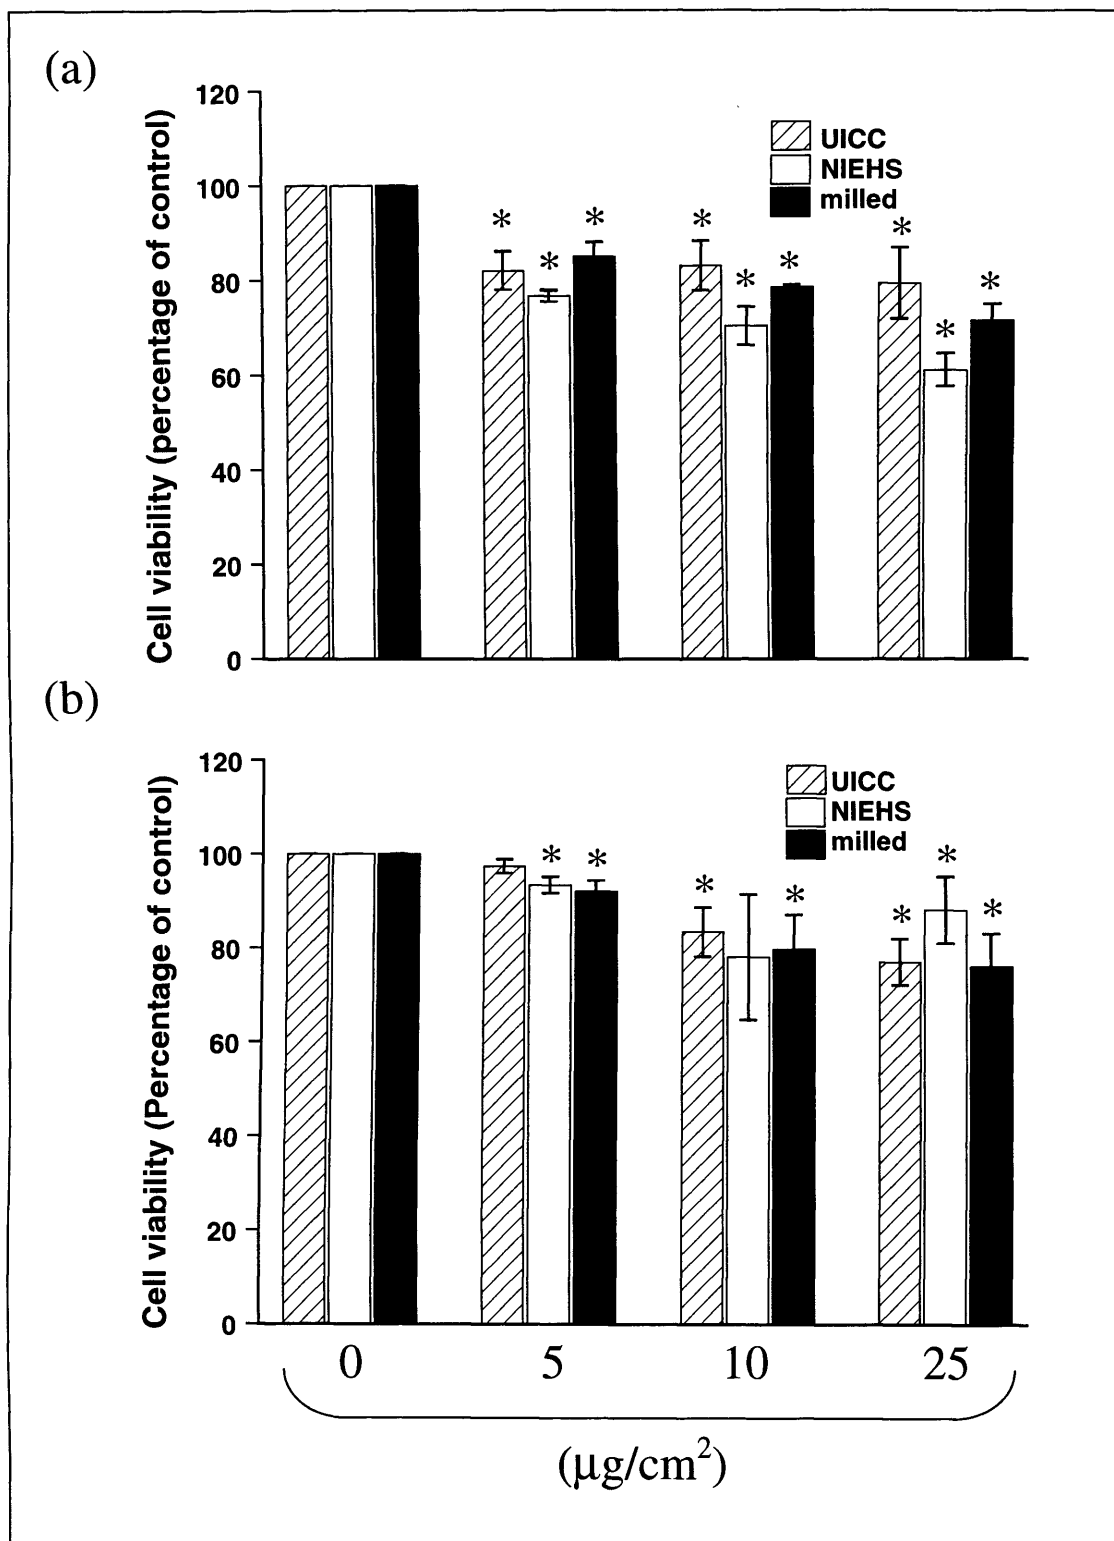 (a)
Cell viability (percentage of control)
120
100
80
60
40
20
0
UICC
NIEHS
milled
* * * * * * * * *
(b)
Cell viability (Percentage of control)
120
100
80
60
40
20
0
UICC
NIEHS
milled
* * * * * * * *
0 5 10 25
(μg/cm²)